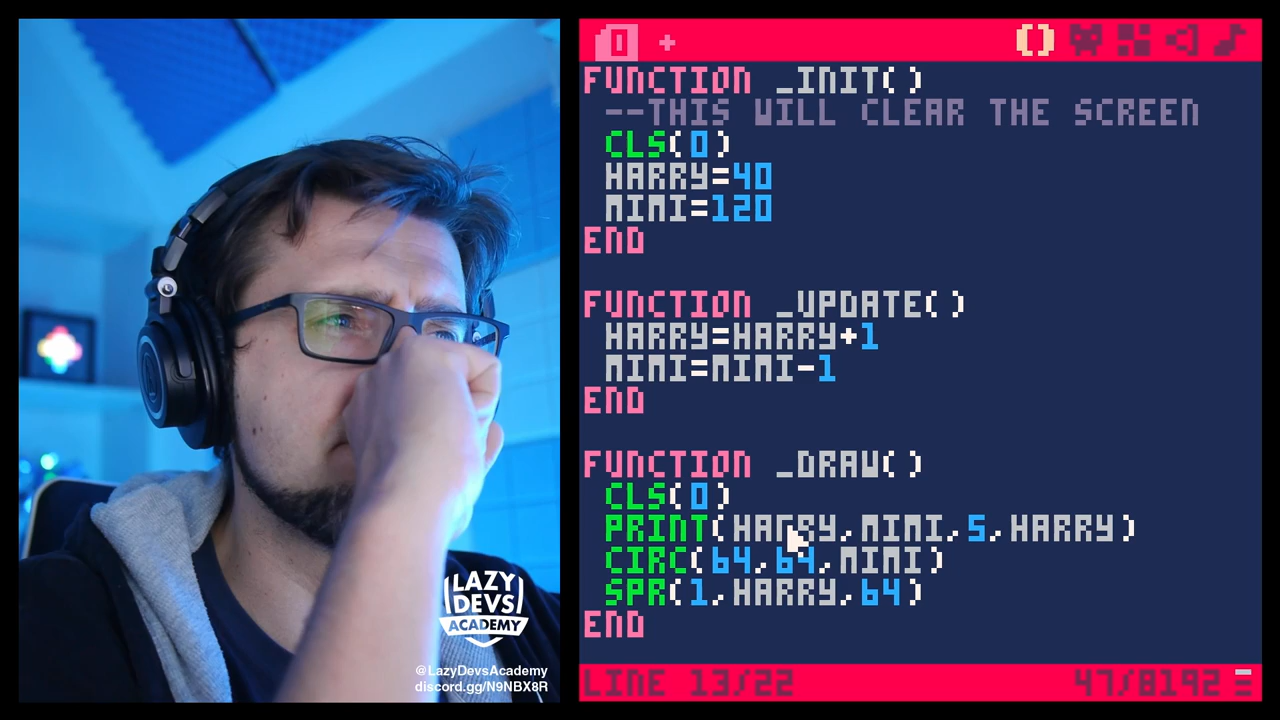 LAZY
DEVS
ACADEMY
@LazyDevsAcademy
discord.gg/N9NBX8R
0 +
FUNCTION _INIT()
--THIS WILL CLEAR THE SCREEN
CLS(0)
HARRY=40
MIMI=120
END
FUNCTION _UPDATE()
HARRY=HARRY+1
MIMI=MIMI-1
END
FUNCTION _DRAW()
CLS(0)
PRINT(HARRY,MIMI,5,HARRY)
CIRC(64,64,MIMI)
SPR(1,HARRY,64)
END
LINE 13/22
47/8192